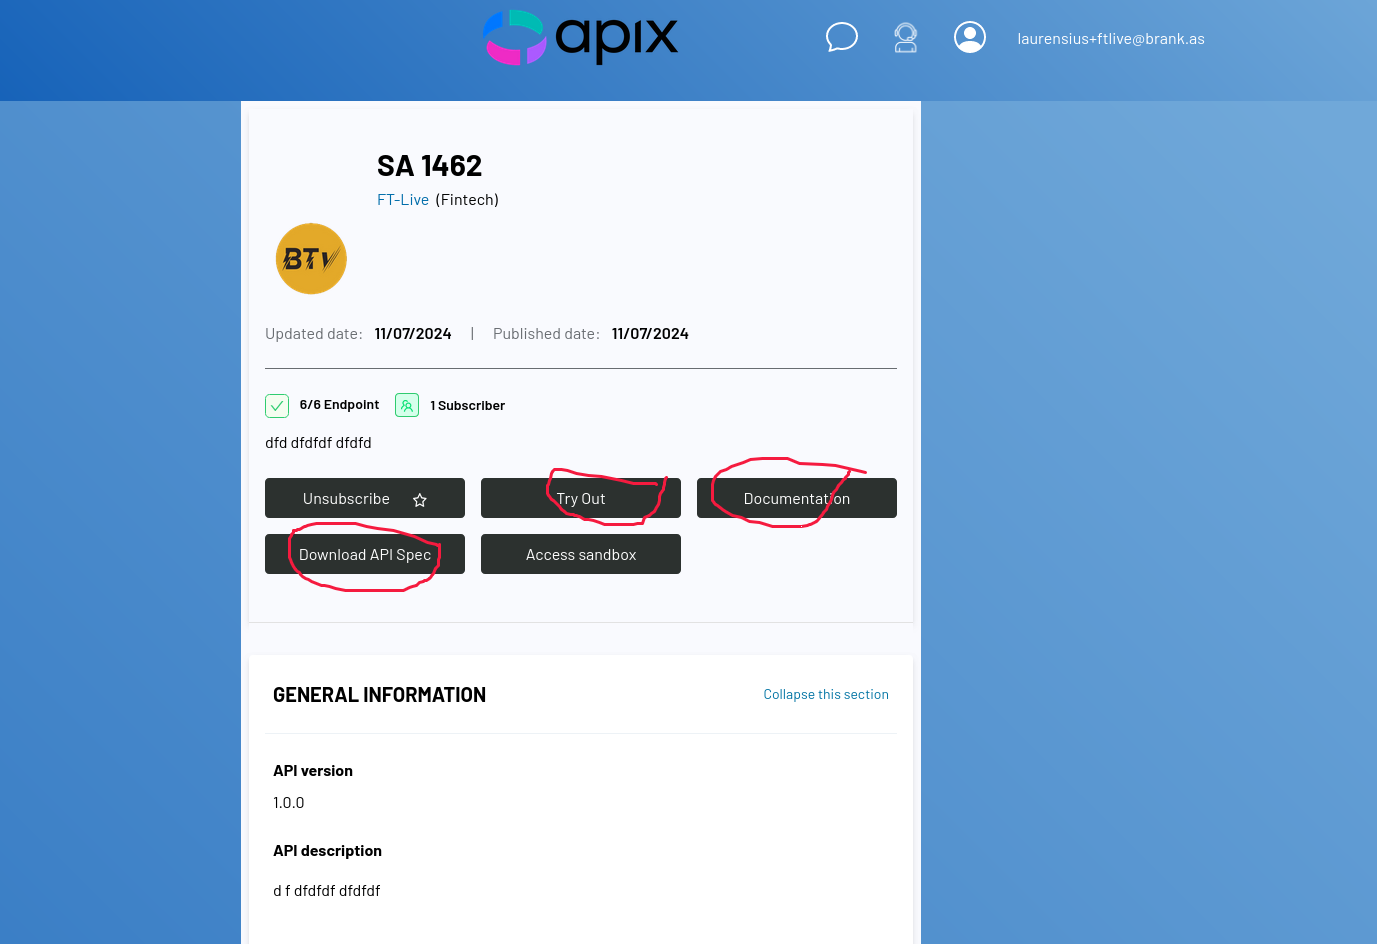 apix
laurensius+ftlive@brank.as
SA 1462
FT-Live (Fintech)
BTV
Updated date: 11/07/2024 | Published date: 11/07/2024
6/6 Endpoint 1 Subscriber
dfd dfdfdf dfdfd
Unsubscribe Try Out Documentation
Download API Spec Access sandbox
GENERAL INFORMATION Collapse this section
API version
1.0.0
API description
d f dfdfdf dfdfdf